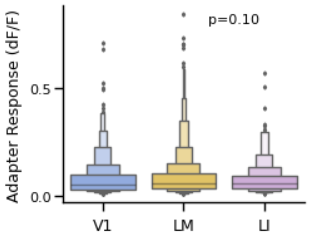 Adapter Response (dF/F)
p=0.10
0.5
0.0
V1 LM LI